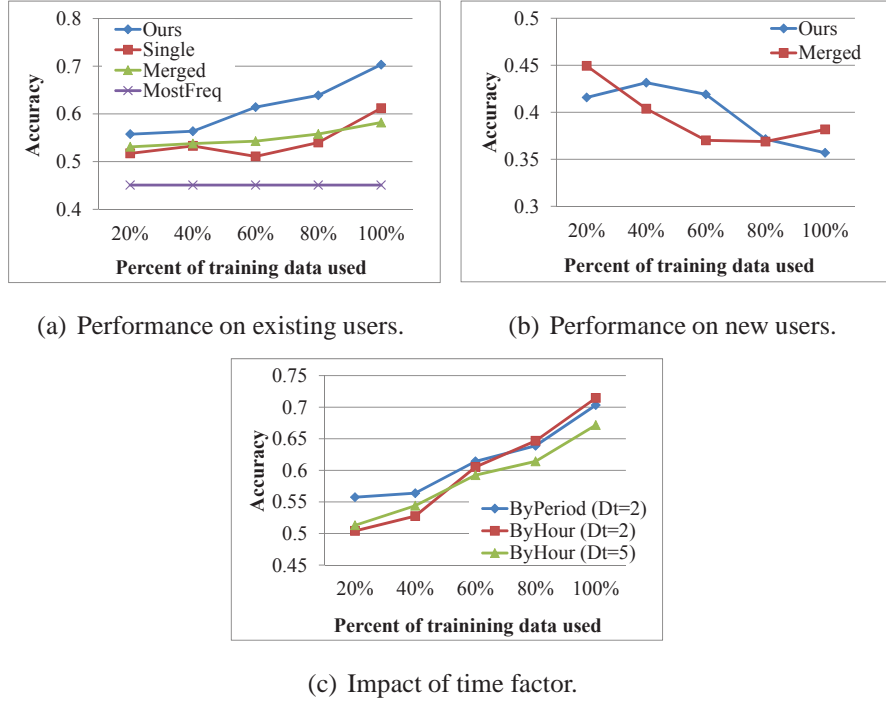 0.8
0.7
0.6
0.5
0.4
Accuracy
Ours
Single
Merged
MostFreq
20% 40% 60% 80% 100%
Percent of training data used
(a) Performance on existing users.
0.5
0.45
0.4
0.35
0.3
Accuracy
Ours
Merged
20% 40% 60% 80% 100%
Percent of training data used
(b) Performance on new users.
0.75
0.7
0.65
0.6
0.55
0.5
0.45
Accuracy
ByPeriod (Dt=2)
ByHour (Dt=2)
ByHour (Dt=5)
20% 40% 60% 80% 100%
Percent of trainining data used
(c) Impact of time factor.